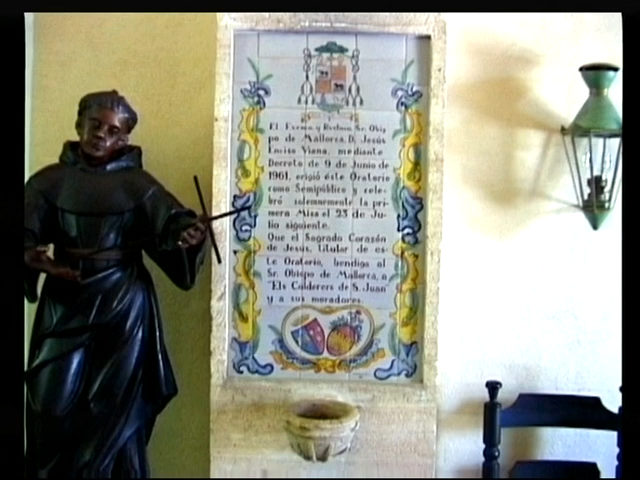 El Excmo y Rvdmo Sr. Obis
po de Mallorca, D. Jesús
Enciso Viana, mediante
Decreto de 9 de Junio de
1961, erigió éste Oratorio
como Semipúblico y cele
bró solemnemente la pri
mera Misa el 23 de Ju
lio siguiente.
Que el Sagrado Corazón
de Jesús, titular de es-
te Oratorio, bendiga al
Sr. Obispo de Mallorca, a
"Els Calderers de S. Juan"
y a sus moradores.